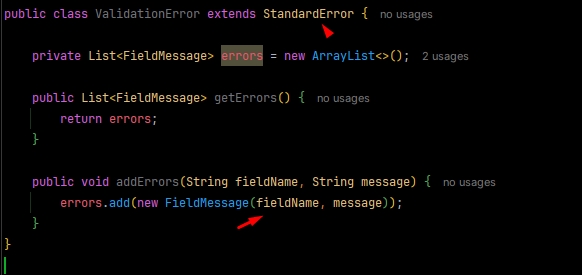 public class ValidationError extends StandardError {  no usages
    private List<FieldMessage> errors = new ArrayList<>();  2 usages
    public List<FieldMessage> getErrors() {  no usages
        return errors;
    }
    public void addErrors(String fieldName, String message) {  no usages
        errors.add(new FieldMessage(fieldName, message));
    }
}